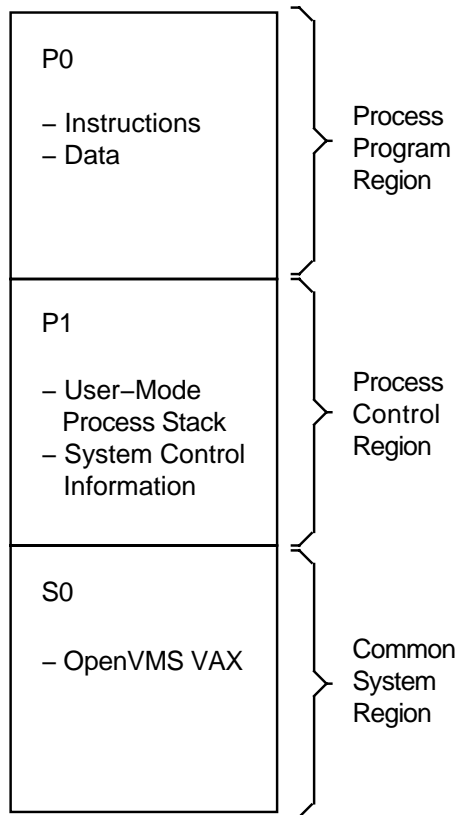 P0
– Instructions
– Data
Process
Program
Region
P1
– User–Mode
Process Stack
– System Control
Information
Process
Control
Region
S0
– OpenVMS VAX
Common
System
Region